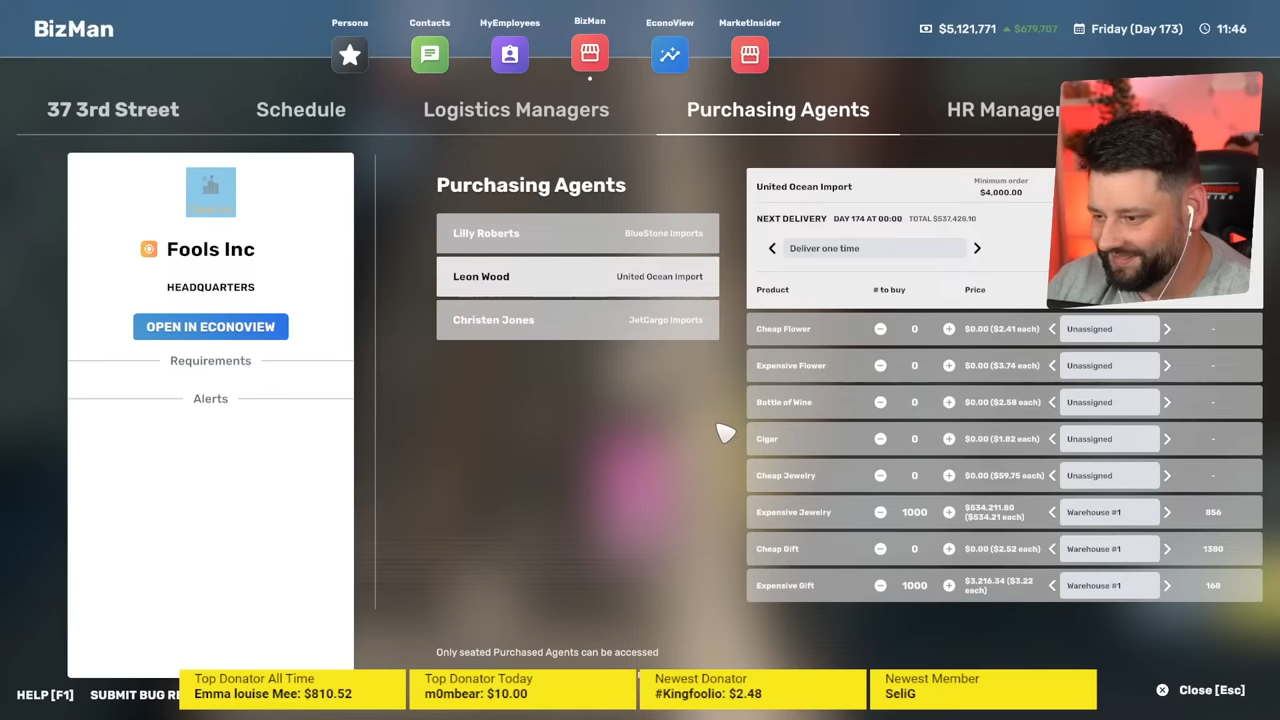 BizMan
Persona
Contacts
MyEmployees
BizMan
EconoView
MarketInsider
$5,121,771 ▲ $679,707
Friday (Day 173)
11:46
37 3rd Street
Schedule
Logistics Managers
Purchasing Agents
HR Manager
Fools Inc
HEADQUARTERS
OPEN IN ECONOVIEW
Requirements
Alerts
Purchasing Agents
Lilly Roberts BlueStone Imports
Leon Wood United Ocean Import
Christen Jones JetCargo Imports
Only seated Purchased Agents can be accessed
United Ocean Import
Minimum order
$4,000.00
NEXT DELIVERY DAY 174 AT 00:00 TOTAL $537,428.10
Deliver one time
Product # to buy Price
Cheap Flower 0 $0.00 ($2.41 each) Unassigned -
Expensive Flower 0 $0.00 ($3.74 each) Unassigned -
Bottle of Wine 0 $0.00 ($2.58 each) Unassigned -
Cigar 0 $0.00 ($1.82 each) Unassigned -
Cheap Jewelry 0 $0.00 ($59.75 each) Unassigned -
Expensive Jewelry 1000 $534,211.80
($534.21 each) Warehouse #1 856
Cheap Gift 0 $0.00 ($2.52 each) Warehouse #1 1380
Expensive Gift 1000 $3,216.34 ($3.22
each) Warehouse #1 168
HELP [F1]
SUBMIT BUG RE
Top Donator All Time
Emma louise Mee: $810.52
Top Donator Today
m0mbear: $10.00
Newest Donator
#Kingfoolio: $2.48
Newest Member
SeliG
Close [Esc]